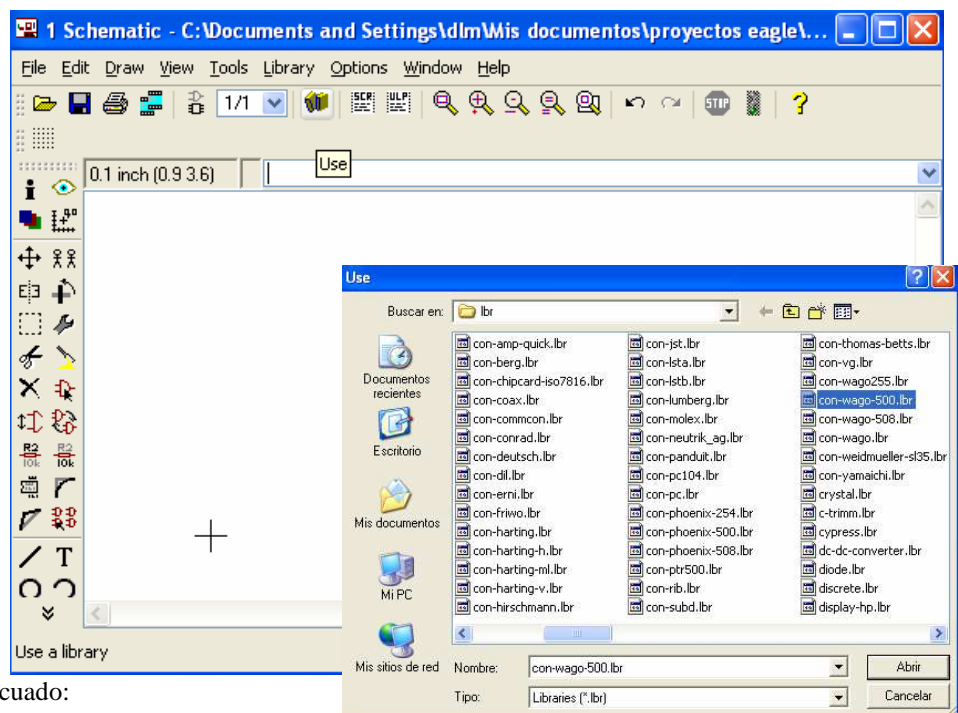 1 Schematic - C:\Documents and Settings\dlm\Mis documentos\proyectos eagle\...
File Edit Draw View Tools Library Options Window Help
1/1 SCR ULP STOP
Use
0.1 inch (0.9 3.6)
R2 10k R2 10k
T
Use a library
cuado:
Use
Buscar en: lbr
Documentos recientes
Escritorio
Mis documentos
Mi PC
Mis sitios de red
con-amp-quick.lbr
con-berg.lbr
con-chipcard-iso7816.lbr
con-coax.lbr
con-commcon.lbr
con-conrad.lbr
con-deutsch.lbr
con-dil.lbr
con-erni.lbr
con-friwo.lbr
con-harting.lbr
con-harting-h.lbr
con-harting-ml.lbr
con-harting-v.lbr
con-hirschmann.lbr
con-jst.lbr
con-lsta.lbr
con-lstb.lbr
con-lumberg.lbr
con-molex.lbr
con-neutrik_ag.lbr
con-panduit.lbr
con-pc104.lbr
con-pc.lbr
con-phoenix-254.lbr
con-phoenix-500.lbr
con-phoenix-508.lbr
con-ptr500.lbr
con-rib.lbr
con-subd.lbr
con-thomas-betts.lbr
con-vg.lbr
con-wago255.lbr
con-wago-500.lbr
con-wago-508.lbr
con-wago.lbr
con-weidmueller-sl35.lbr
con-yamaichi.lbr
crystal.lbr
c-trimm.lbr
cypress.lbr
dc-dc-converter.lbr
diode.lbr
discrete.lbr
display-hp.lbr
Nombre: con-wago-500.lbr Abrir
Tipo: Libraries (*.lbr) Cancelar